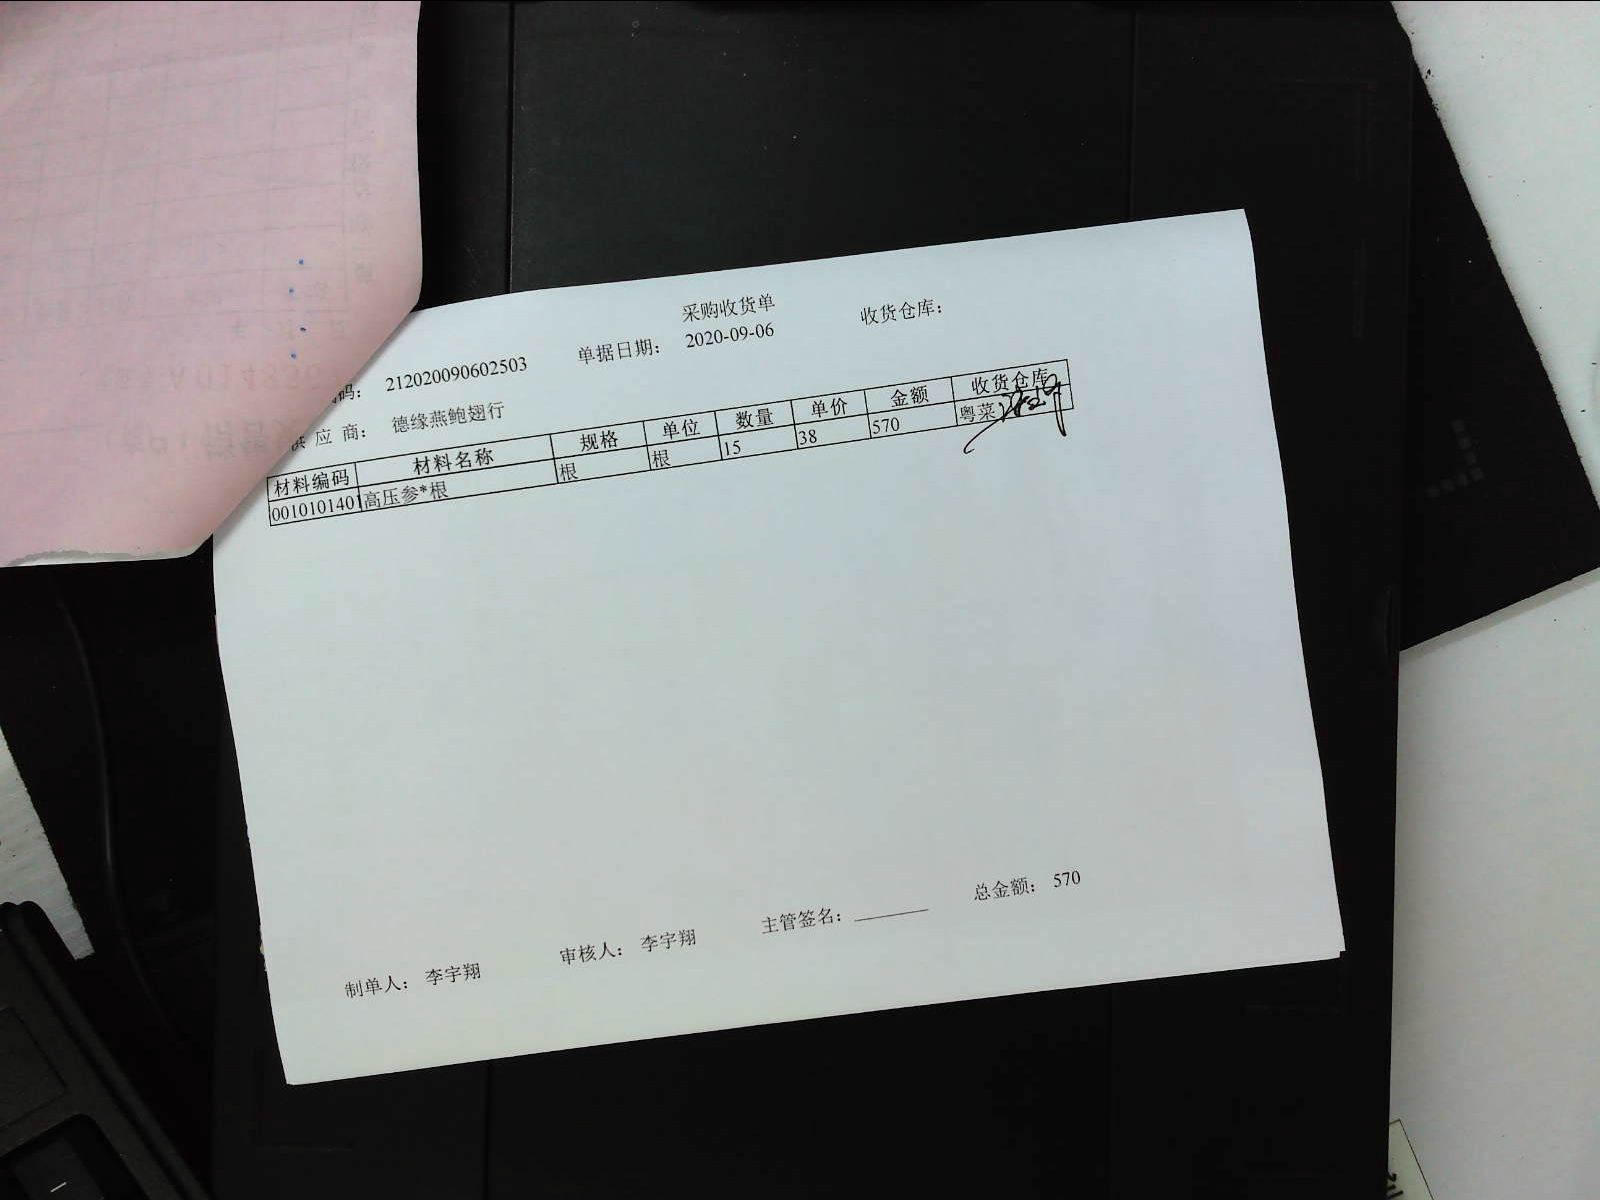 采购收货单
码： 212020090602503 单据日期： 2020-09-06 收货仓库：
供 应 商： 德缘燕鲍翅行
材料编码 材料名称 规格 单位 数量 单价 金额 收货仓库
0010101401 高压参*根 根 根 15 38 570 粤菜
总金额： 570
制单人： 李宇翔 审核人： 李宇翔 主管签名：